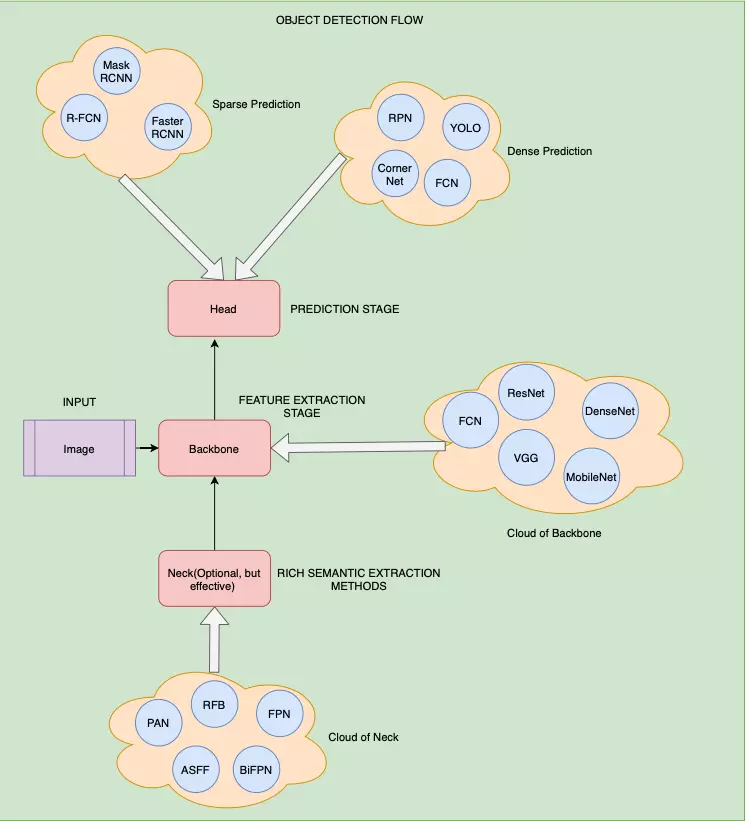 OBJECT DETECTION FLOW
Mask
RCNN
R-FCN
Faster
RCNN
Sparse Prediction
RPN
YOLO
Corner
Net
FCN
Dense Prediction
Head
PREDICTION STAGE
INPUT
Image
FEATURE EXTRACTION
STAGE
Backbone
ResNet
FCN
DenseNet
VGG
MobileNet
Cloud of Backbone
Neck(Optional, but
effective)
RICH SEMANTIC EXTRACTION
METHODS
RFB
FPN
PAN
ASFF
BiFPN
Cloud of Neck